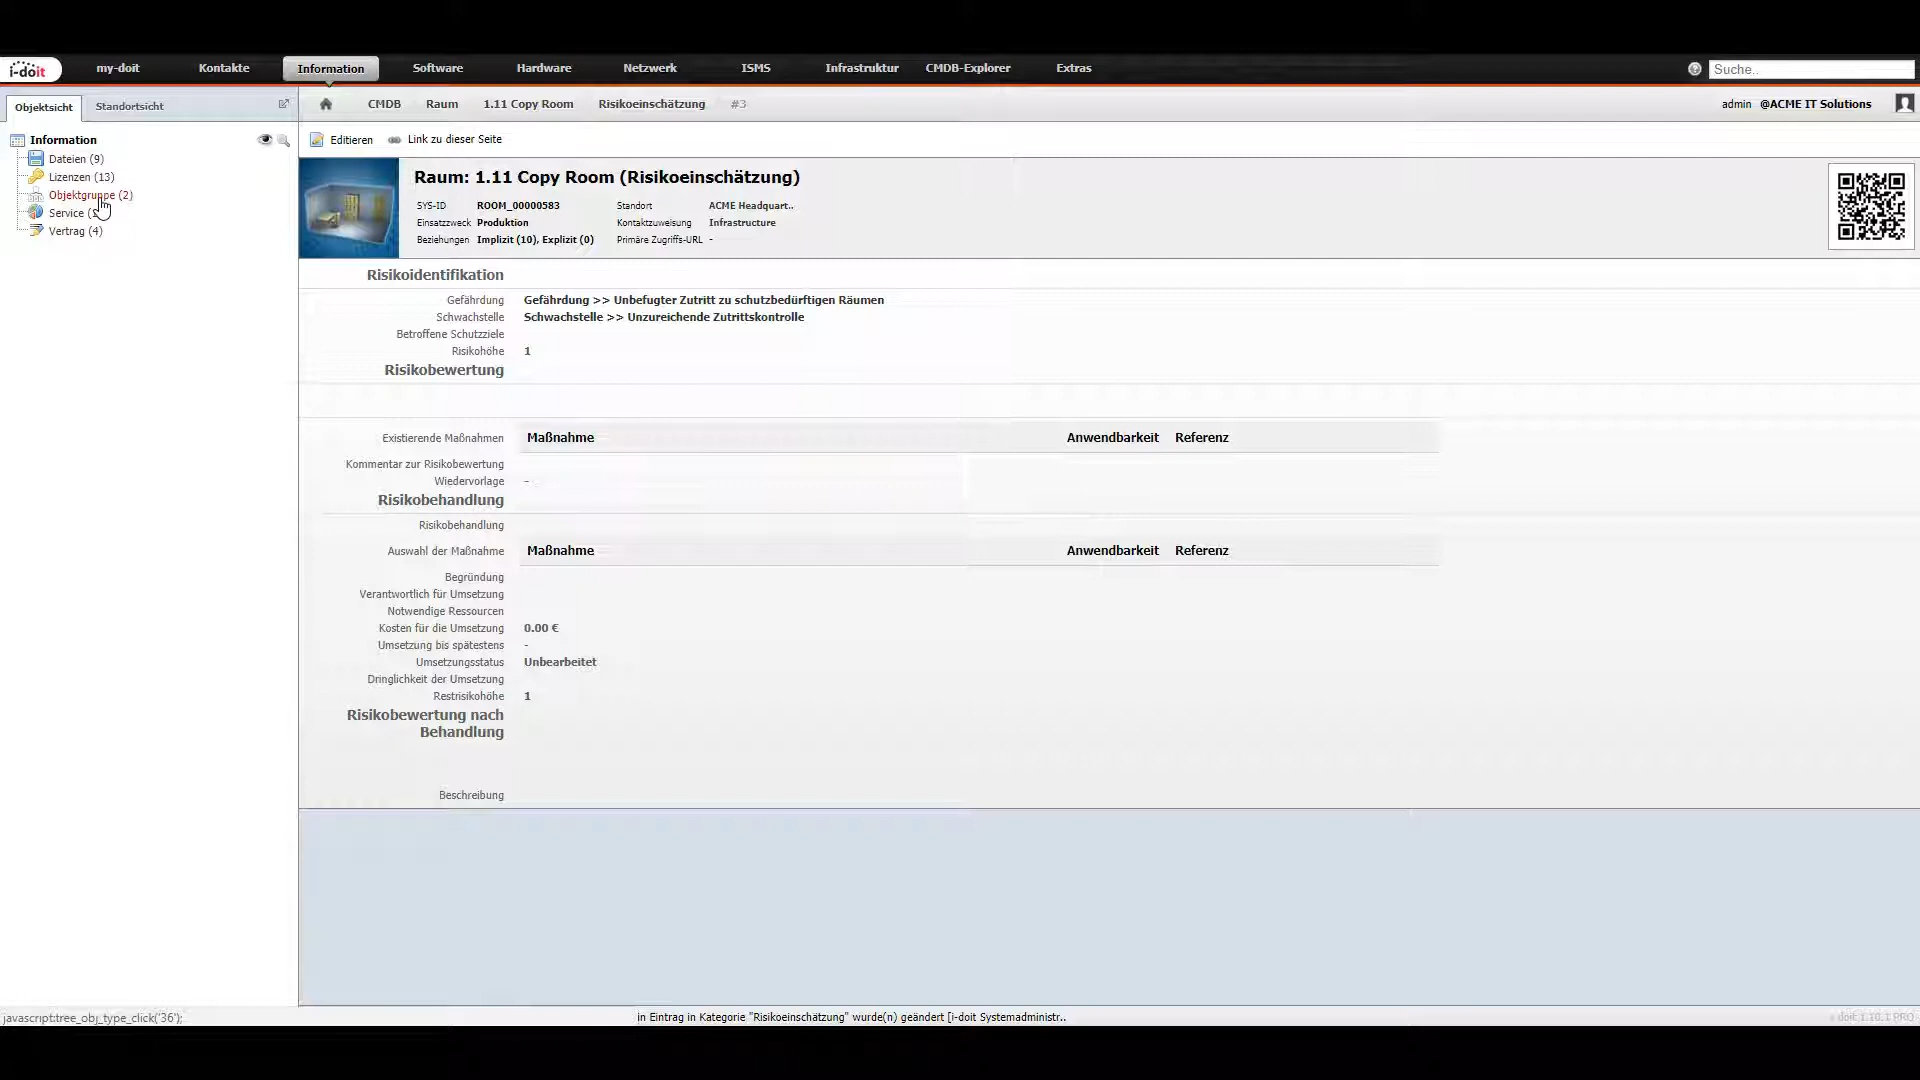 i-doit my-doit Kontakte Information Software Hardware Netzwerk ISMS Infrastruktur CMDB-Explorer Extras Suche..
Objektsicht Standortsicht CMDB Raum 1.11 Copy Room Risikoeinschätzung #3 admin @ACME IT Solutions
Information
Dateien (9)
Lizenzen (13)
Objektgruppe (2)
Service
Vertrag (4)
Editieren Link zu dieser Seite
Raum: 1.11 Copy Room (Risikoeinschätzung)
SYS-ID ROOM_00000583 Standort ACME Headquart..
Einsatzzweck Produktion Kontaktzuweisung Infrastructure
Beziehungen Implizit (10), Explizit (0) Primäre Zugriffs-URL -
Risikoidentifikation
Gefährdung Gefährdung >> Unbefugter Zutritt zu schutzbedürftigen Räumen
Schwachstelle Schwachstelle >> Unzureichende Zutrittskontrolle
Betroffene Schutzziele
Risikohöhe 1
Risikobewertung
Existierende Maßnahmen Maßnahme Anwendbarkeit Referenz
Kommentar zur Risikobewertung
Wiedervorlage -
Risikobehandlung
Risikobehandlung
Auswahl der Maßnahme Maßnahme Anwendbarkeit Referenz
Begründung
Verantwortlich für Umsetzung
Notwendige Ressourcen
Kosten für die Umsetzung 0.00 €
Umsetzung bis spätestens -
Umsetzungsstatus Unbearbeitet
Dringlichkeit der Umsetzung
Restrisikohöhe 1
Risikobewertung nach
Behandlung
Beschreibung
javascript:tree_obj_type_click('36'); in Eintrag in Kategorie "Risikoeinschätzung" wurde(n) geändert [i-doit Systemadministr.. i-doit 1.10.1 PRO